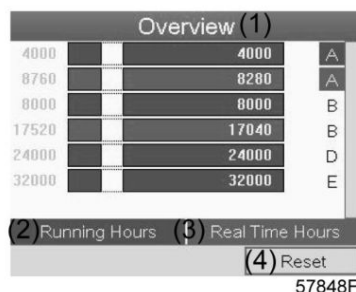 Overview (1)
4000 4000 A
8760 8280 A
8000 8000 B
17520 17040 B
24000 24000 D
32000 32000 E
(2) Running Hours (3) Real Time Hours
(4) Reset
57848F